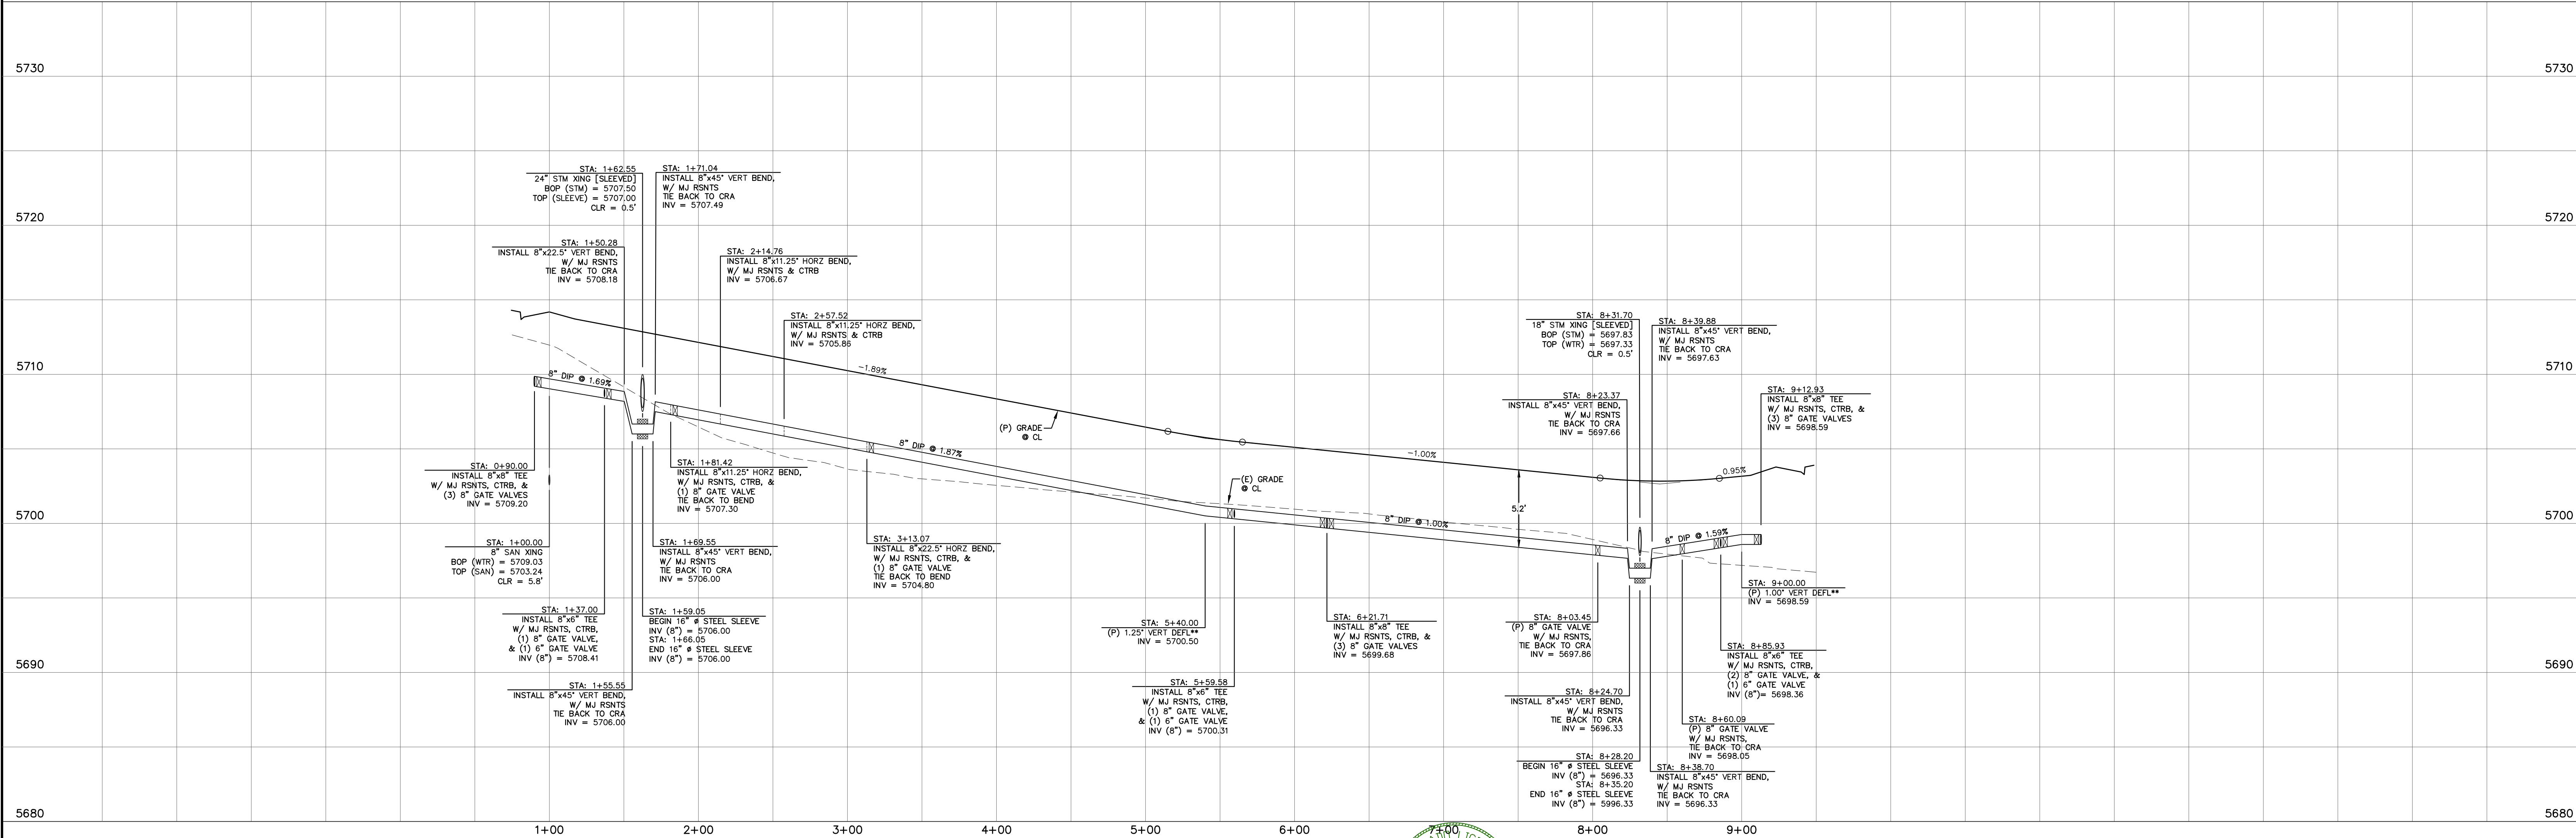 5730
5730
5720
5720
5710
5710
5700
5700
5690
5690
5680
5680
STA: 1+62.55
24" STM XING [SLEEVED]
BOP (STM) = 5707.50
TOP (SLEEVE) = 5707.00
CLR = 0.5'
STA: 1+71.04
INSTALL 8"x45° VERT BEND,
W/ MJ RSNTS
TIE BACK TO CRA
INV = 5707.49
STA: 1+50.28
INSTALL 8"x22.5° VERT BEND,
W/ MJ RSNTS
TIE BACK TO CRA
INV = 5708.18
STA: 2+14.76
INSTALL 8"x11.25° HORZ BEND,
W/ MJ RSNTS & CTRB
INV = 5706.67
STA: 2+57.52
INSTALL 8"x11.25° HORZ BEND,
W/ MJ RSNTS & CTRB
INV = 5705.86
STA: 8+31.70
18" STM XING [SLEEVED]
BOP (STM) = 5697.83
TOP (WTR) = 5697.33
CLR = 0.5'
STA: 8+39.88
INSTALL 8"x45° VERT BEND,
W/ MJ RSNTS
TIE BACK TO CRA
INV = 5697.63
STA: 8+23.37
INSTALL 8"x45° VERT BEND,
W/ MJ RSNTS
TIE BACK TO CRA
INV = 5697.66
STA: 9+12.93
INSTALL 8"x8" TEE
W/ MJ RSNTS, CTRB, &
(3) 8" GATE VALVES
INV = 5698.59
8" DIP @ 1.69%
-1.89%
(P) GRADE
@ CL
8" DIP @ 1.87%
(E) GRADE
@ CL
-1.00%
5.2'
8" DIP @ 1.00%
0.95%
8" DIP @ 1.59%
STA: 0+90.00
INSTALL 8"x8" TEE
W/ MJ RSNTS, CTRB, &
(3) 8" GATE VALVES
INV = 5709.20
STA: 1+00.00
8" SAN XING
BOP (WTR) = 5709.03
TOP (SAN) = 5703.24
CLR = 5.8'
STA: 1+37.00
INSTALL 8"x6" TEE
W/ MJ RSNTS, CTRB,
(1) 8" GATE VALVE,
& (1) 6" GATE VALVE
INV (8") = 5708.41
STA: 1+55.55
INSTALL 8"x45° VERT BEND,
W/ MJ RSNTS
TIE BACK TO CRA
INV = 5706.00
STA: 1+81.42
INSTALL 8"x11.25° HORZ BEND,
W/ MJ RSNTS, CTRB, &
(1) 8" GATE VALVE
TIE BACK TO BEND
INV = 5707.30
STA: 1+69.55
INSTALL 8"x45° VERT BEND,
W/ MJ RSNTS
TIE BACK TO CRA
INV = 5706.00
STA: 1+59.05
BEGIN 16" ø STEEL SLEEVE
INV (8") = 5706.00
STA: 1+66.05
END 16" ø STEEL SLEEVE
INV (8") = 5706.00
STA: 3+13.07
INSTALL 8"x22.5° HORZ BEND,
W/ MJ RSNTS, CTRB, &
(1) 8" GATE VALVE
TIE BACK TO BEND
INV = 5704.80
STA: 5+40.00
(P) 1.25° VERT DEFL**
INV = 5700.50
STA: 5+59.58
INSTALL 8"x6" TEE
W/ MJ RSNTS, CTRB,
(1) 8" GATE VALVE,
& (1) 6" GATE VALVE
INV (8") = 5700.31
STA: 6+21.71
INSTALL 8"x8" TEE
W/ MJ RSNTS, CTRB, &
(3) 8" GATE VALVES
INV = 5699.68
STA: 8+03.45
(P) 8" GATE VALVE
W/ MJ RSNTS,
TIE BACK TO CRA
INV = 5697.86
STA: 8+24.70
INSTALL 8"x45° VERT BEND,
W/ MJ RSNTS
TIE BACK TO CRA
INV = 5696.33
STA: 8+28.20
BEGIN 16" ø STEEL SLEEVE
INV (8") = 5696.33
STA: 8+35.20
END 16" ø STEEL SLEEVE
INV (8") = 5996.33
STA: 9+00.00
(P) 1.00° VERT DEFL**
INV = 5698.59
STA: 8+85.93
INSTALL 8"x6" TEE
W/ MJ RSNTS, CTRB,
(2) 8" GATE VALVE, &
(1) 6" GATE VALVE
INV (8")= 5698.36
STA: 8+60.09
(P) 8" GATE VALVE
W/ MJ RSNTS,
TIE BACK TO CRA
INV = 5698.05
STA: 8+38.70
INSTALL 8"x45° VERT BEND,
W/ MJ RSNTS
TIE BACK TO CRA
INV = 5696.33
1+00
2+00
3+00
4+00
5+00
6+00
7+00
8+00
9+00